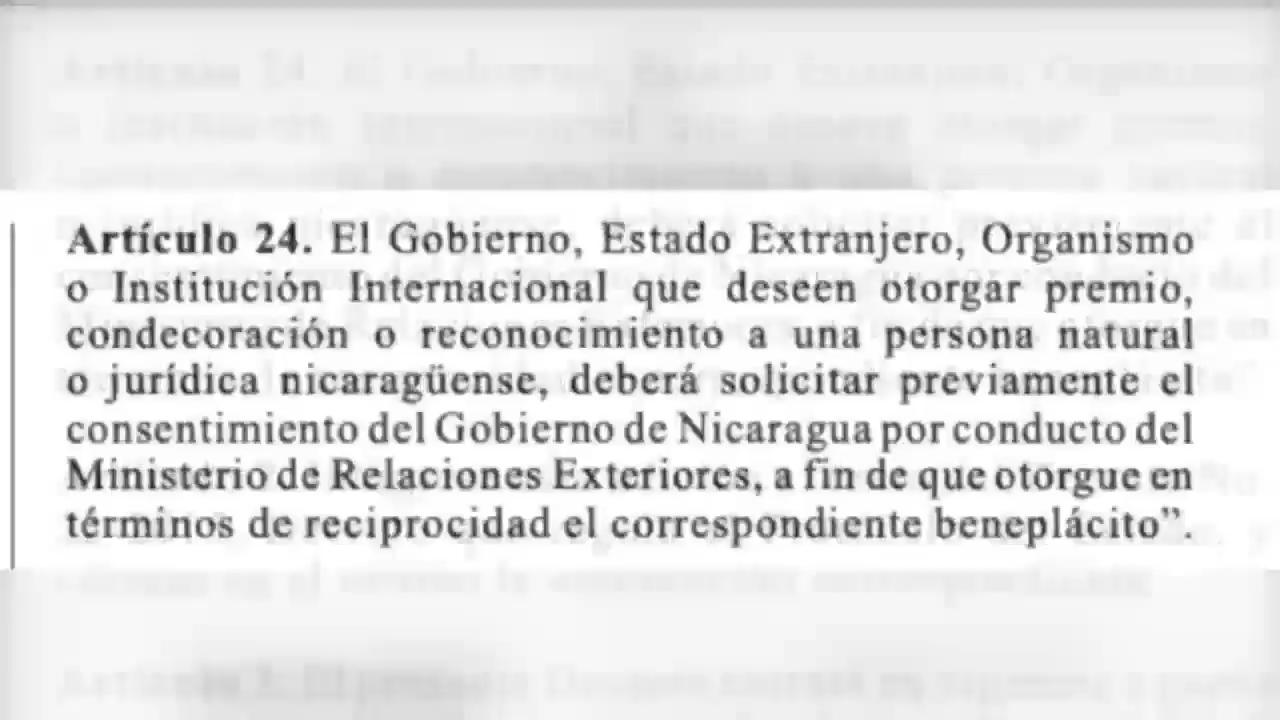 Artículo 24. El Gobierno, Estado Extranjero, Organismo
o Institución Internacional que deseen otorgar premio,
condecoración o reconocimiento a una persona natural
o jurídica nicaragüense, deberá solicitar previamente el
consentimiento del Gobierno de Nicaragua por conducto del
Ministerio de Relaciones Exteriores, a fin de que otorgue en
términos de reciprocidad el correspondiente beneplácito”.